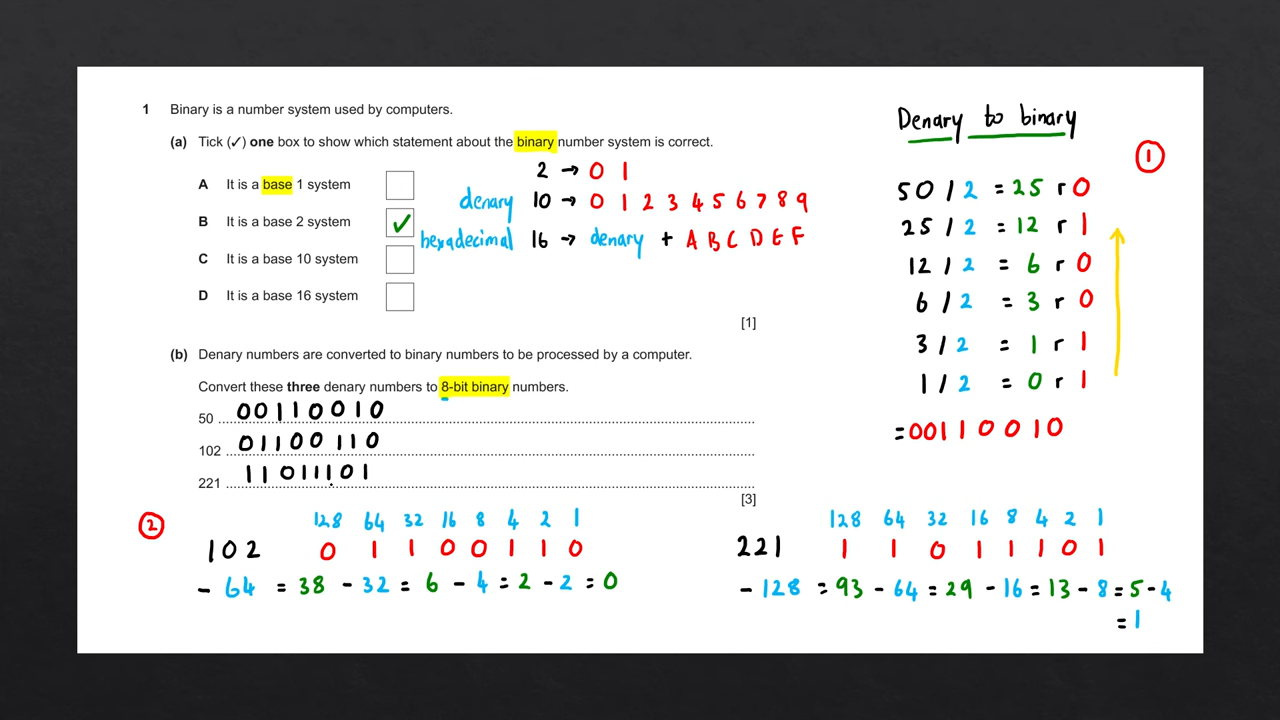 1 Binary is a number system used by computers.
(a) Tick (✓) one box to show which statement about the binary number system is correct.
2 → 0 1
A It is a base 1 system
denary 10 → 0 1 2 3 4 5 6 7 8 9
B It is a base 2 system ✓
hexadecimal 16 → denary + A B C D E F
C It is a base 10 system
D It is a base 16 system
[1]
(b) Denary numbers are converted to binary numbers to be processed by a computer.
Convert these three denary numbers to 8-bit binary numbers.
50 00110010
102 01100110
221 11011101
[3]
Denary to binary
1
50 / 2 = 25 r 0
25 / 2 = 12 r 1
12 / 2 = 6 r 0
6 / 2 = 3 r 0
3 / 2 = 1 r 1
1 / 2 = 0 r 1
= 00110010
2
128 64 32 16 8 4 2 1
102 0 1 1 0 0 1 1 0
- 64 = 38 - 32 = 6 - 4 = 2 - 2 = 0
128 64 32 16 8 4 2 1
221 1 1 0 1 1 1 0 1
- 128 = 93 - 64 = 29 - 16 = 13 - 8 = 5 - 4
= 1